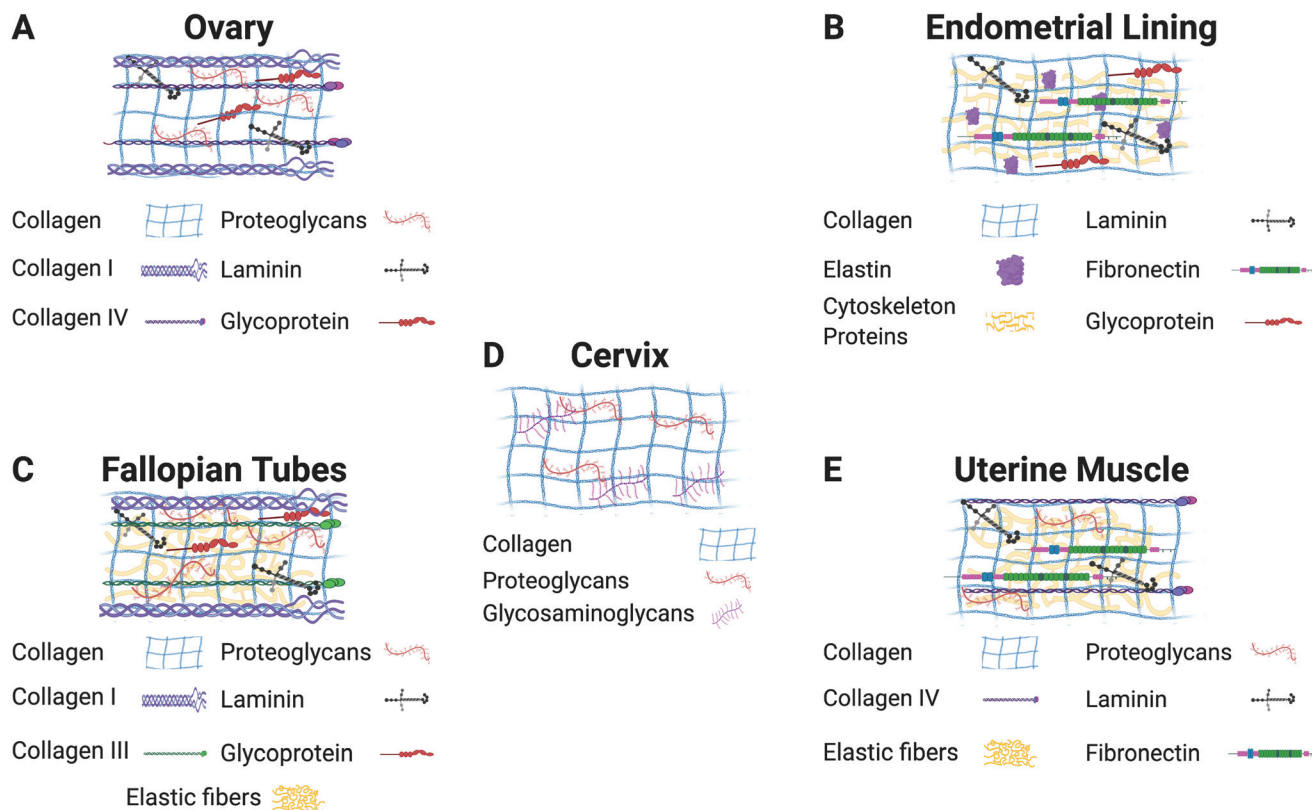 A Ovary
Collagen Proteoglycans
Collagen I Laminin
Collagen IV Glycoprotein
B Endometrial Lining
Collagen Laminin
Elastin Fibronectin
Cytoskeleton
Proteins Glycoprotein
D Cervix
Collagen
Proteoglycans
Glycosaminoglycans
C Fallopian Tubes
Collagen Proteoglycans
Collagen I Laminin
Collagen III Glycoprotein
Elastic fibers
E Uterine Muscle
Collagen Proteoglycans
Collagen IV Laminin
Elastic fibers Fibronectin